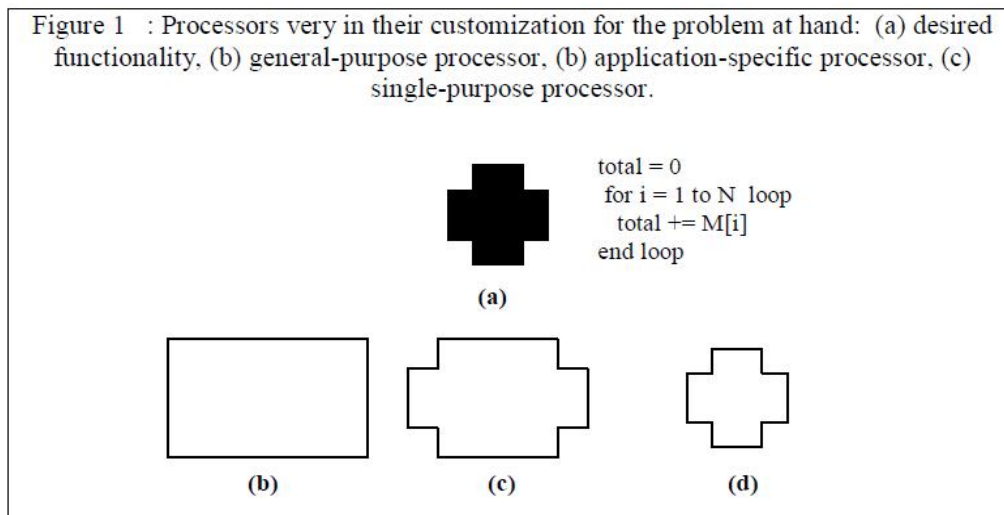 Figure 1 : Processors very in their customization for the problem at hand: (a) desired
functionality, (b) general-purpose processor, (b) application-specific processor, (c)
single-purpose processor.
total = 0
for i = 1 to N loop
total += M[i]
end loop
(a)
(b)
(c)
(d)